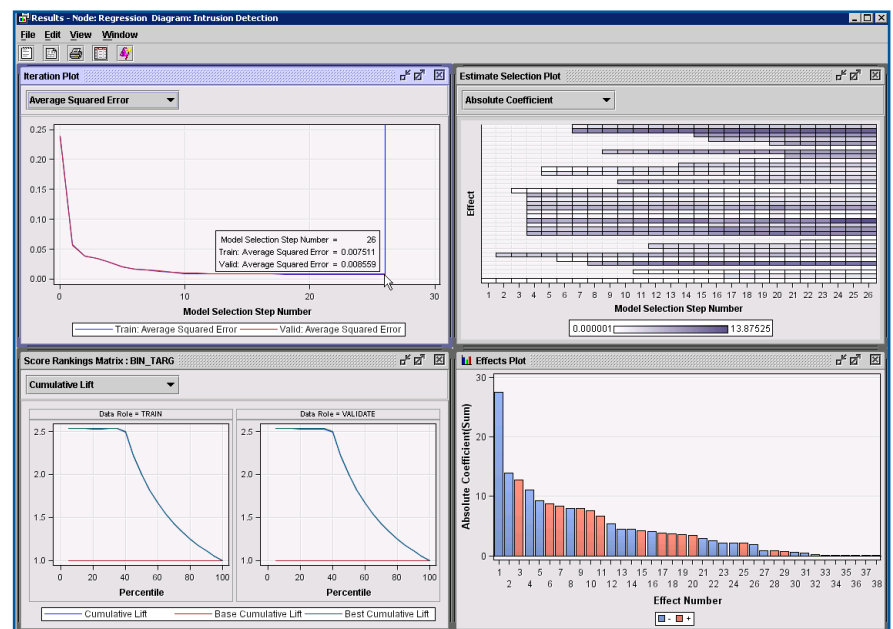 Results - Node: Regression Diagram: Intrusion Detection
File Edit View Window
Iteration Plot
Average Squared Error
0.25
0.20
0.15
0.10
0.05
0.00
Model Selection Step Number = 26
Train: Average Squared Error = 0.007511
Valid: Average Squared Error = 0.008559
0 10 20 30
Model Selection Step Number
Train: Average Squared Error Valid: Average Squared Error
Estimate Selection Plot
Absolute Coefficient
Effect
1 2 3 4 5 6 7 8 9 10 11 12 13 14 15 16 17 18 19 20 21 22 23 24 25 26
Model Selection Step Number
0.000001 13.87525
Score Rankings Matrix : BIN_TARG
Cumulative Lift
Data Role = TRAIN Data Role = VALIDATE
2.5 2.5
2.0 2.0
1.5 1.5
1.0 1.0
0 20 40 60 80 100 0 20 40 60 80 100
Percentile Percentile
Cumulative Lift Base Cumulative Lift Best Cumulative Lift
Effects Plot
Absolute Coefficient(Sum)
30
20
10
0
1 3 5 7 9 11 13 15 17 19 21 23 25 27 29 31 33 35 37
2 4 6 8 10 12 14 16 18 20 22 24 26 28 30 32 34 36 38
Effect Number
- +